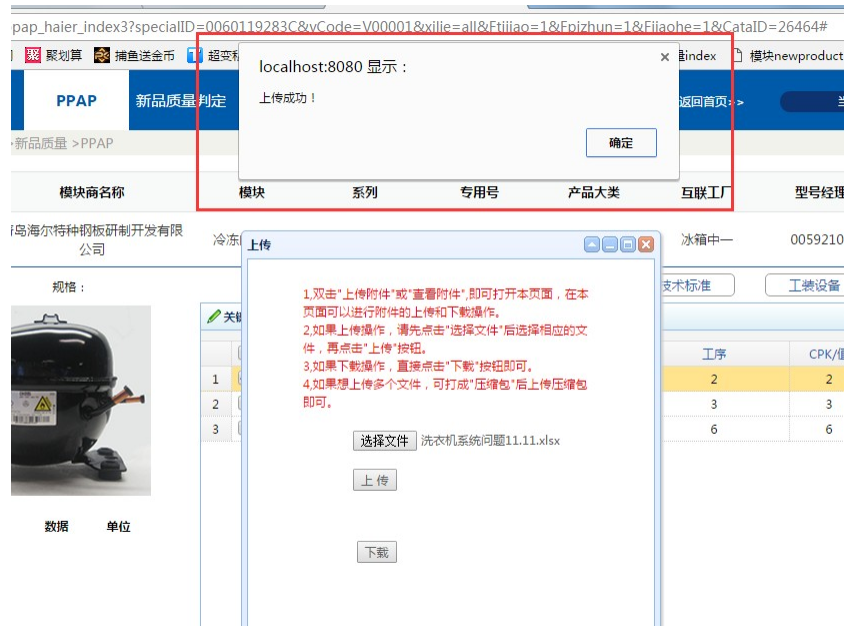 pap_haier_index3?specialID=0060119283C&vCode=V00001&xilie=all&Ftijiao=1&Fpizhun=1&Fjiaohe=1&CataID=26464#
聚划算 捕鱼送金币 超变 index 模块newproduct
localhost:8080 显示：
上传成功！
确定
PPAP 新品质量判定 返回首页>>
>新品质量 >PPAP
模块商名称 模块 系列 专用号 产品大类 互联工厂 型号经理
岛海尔特种钢板研制开发有限公司 冷冻 冰箱中一 0059210
规格： 技术标准 工装设备
上传
1,双击"上传附件"或"查看附件",即可打开本页面，在本
页面可以进行附件的上传和下载操作。
2,如果上传操作，请先点击"选择文件"后选择相应的文
件，再点击"上传"按钮。
3,如果下载操作，直接点击"下载"按钮即可。
4,如果想上传多个文件，可打成"压缩包"后上传压缩包
即可。
选择文件 洗衣机系统问题11.11.xlsx
上传
下载
关键
工序 CPK/值
1 2 2
2 3 3
3 6 6
数据 单位